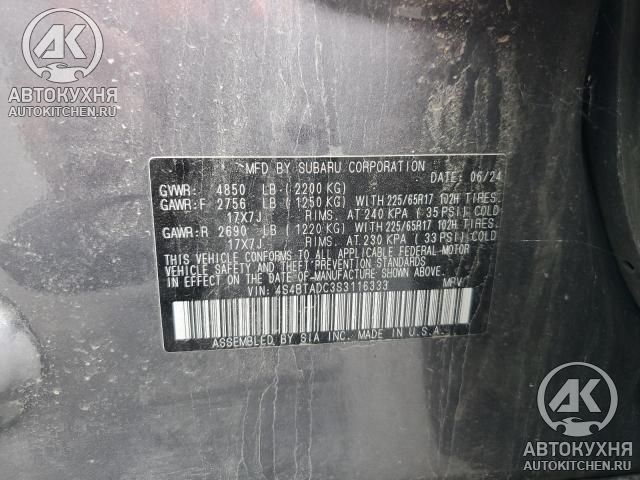 AK
АВТОКУХНЯ
AUTOKITCHEN.RU
MFD BY SUBARU CORPORATION
DATE: 06/24
GVWR: 4850 LB (2200 KG)
GAWR:F 2756 LB (1250 KG) WITH 225/65R17 102H TIRES.
17X7J RIMS. AT 240 KPA (35 PSI) COLD
GAWR:R 2690 LB (1220 KG) WITH 225/65R17 102H TIRES.
17X7J RIMS. AT 230 KPA (33 PSI) COLD
THIS VEHICLE CONFORMS TO ALL APPLICABLE FEDERAL MOTOR
VEHICLE SAFETY, BUMPER, AND THEFT PREVENTION STANDARDS
IN EFFECT ON THE DATE OF MANUFACTURE SHOWN ABOVE.
VIN: 4S4BTADC3S3116333 MPV
ASSEMBLED BY SIA INC. MADE IN U.S.A.
AK
АВТОКУХНЯ
AUTOKITCHEN.RU